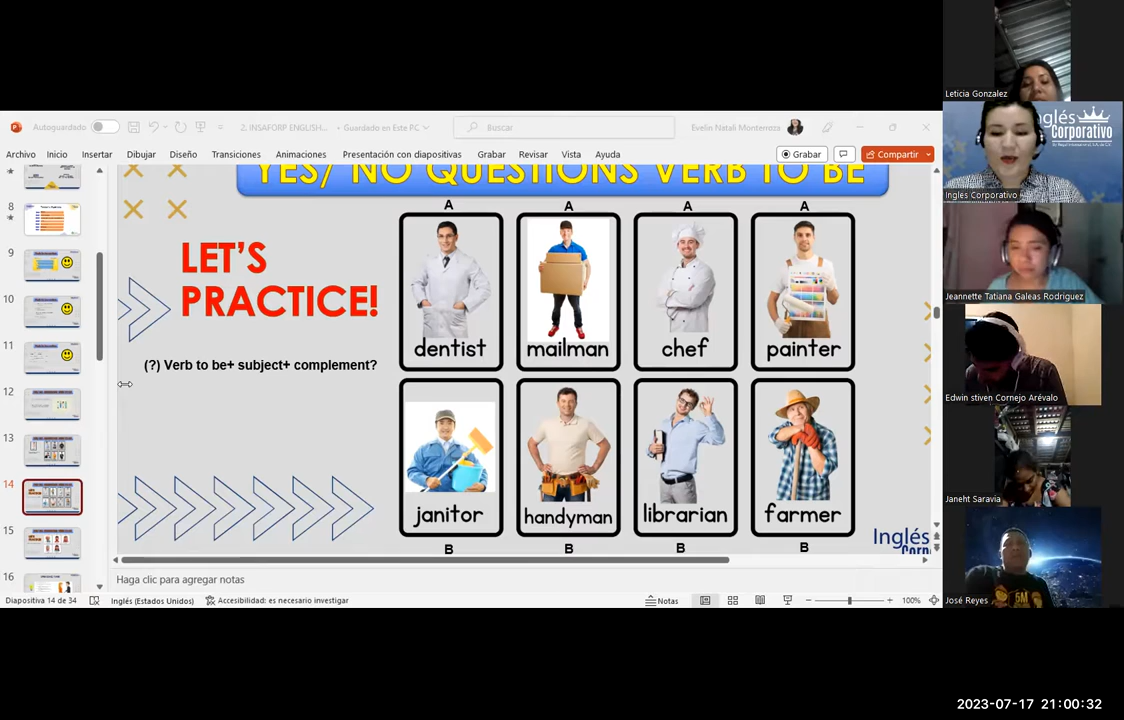 Autoguardado
2. INSAFORP ENGLISH... • Guardado en Este PC
Buscar
Evelin Natali Monterroza
Archivo Inicio Insertar Dibujar Diseño Transiciones Animaciones Presentación con diapositivas Grabar Revisar Vista Ayuda
Grabar
Compartir
8
9
10
11
12
13
14
15
16
YES/ NO QUESTIONS VERB TO BE
LET'S
PRACTICE!
(?) Verb to be+ subject+ complement?
A A A A
dentist mailman chef painter
janitor handyman librarian farmer
B B B B
Inglés
Haga clic para agregar notas
Diapositiva 14 de 34 Inglés (Estados Unidos) Accesibilidad: es necesario investigar Notas 100%
Leticia Gonzalez
Inglés
Corporativo
Ingles Corporativo
Jeannette Tatiana Galeas Rodriguez
Edwin stiven Cornejo Arévalo
Janeht Saravia
José Reyes
2023-07-17 21:00:32